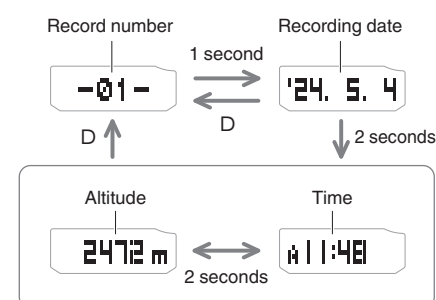 Record number
Recording date
1 second
-01-
'24. 5. 4
D
D
2 seconds
Altitude
Time
2472 m
A 11:48
2 seconds